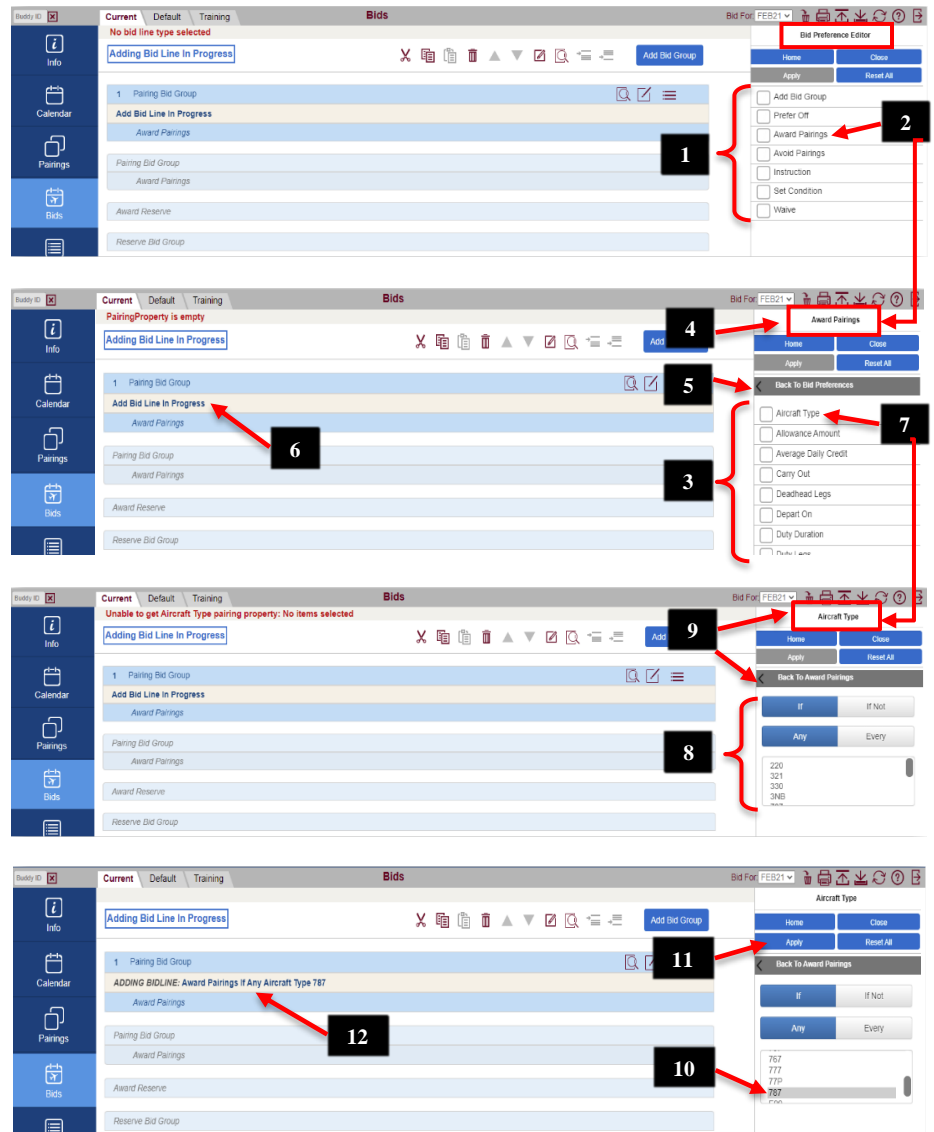 Buddy ID
Current Default Training
Bids
Bid For: FEB21
No bid line type selected
Bid Preference Editor
Info
Adding Bid Line In Progress
Add Bid Group
Home Close
Apply Reset All
Calendar
1 Pairing Bid Group
Add Bid Group
Add Bid Line In Progress
Prefer Off
2
Award Pairings
Award Pairings
Pairings
1
Avoid Pairings
Pairing Bid Group
Instruction
Award Pairings
Set Condition
Bids
Award Reserve
Waive
Reserve Bid Group
Buddy ID
Current Default Training
Bids
Bid For: FEB21
PairingProperty is empty
4
Award Pairings
Info
Adding Bid Line In Progress
Add
Home Close
Apply Reset All
1 Pairing Bid Group
5
Back To Bid Preferences
Calendar
Add Bid Line In Progress
Aircraft Type
Award Pairings
7
Allowance Amount
6
Pairing Bid Group
Average Daily Credit
Pairings
Award Pairings
3
Carry Out
Deadhead Legs
Bids
Award Reserve
Depart On
Duty Duration
Reserve Bid Group
Duty Legs
Buddy ID
Current Default Training
Bids
Bid For: FEB21
Unable to get Aircraft Type pairing property: No items selected
Aircraft Type
9
Info
Adding Bid Line In Progress
Add
Home Close
Apply Reset All
1 Pairing Bid Group
Back To Award Pairings
Calendar
Add Bid Line In Progress
Award Pairings
If If Not
Pairings
Pairing Bid Group
Any Every
8
Award Pairings
220
321
330
3NB
Bids
Award Reserve
Reserve Bid Group
Buddy ID
Current Default Training
Bids
Bid For: FEB21
Aircraft Type
Info
Adding Bid Line In Progress
Add Bid Group
Home Close
Apply Reset All
11
1 Pairing Bid Group
Back To Award Pairings
Calendar
ADDING BIDLINE: Award Pairings If Any Aircraft Type 787
Award Pairings
If If Not
12
Pairings
Pairing Bid Group
Any Every
Award Pairings
10
767
777
77P
787
Bids
Award Reserve
Reserve Bid Group